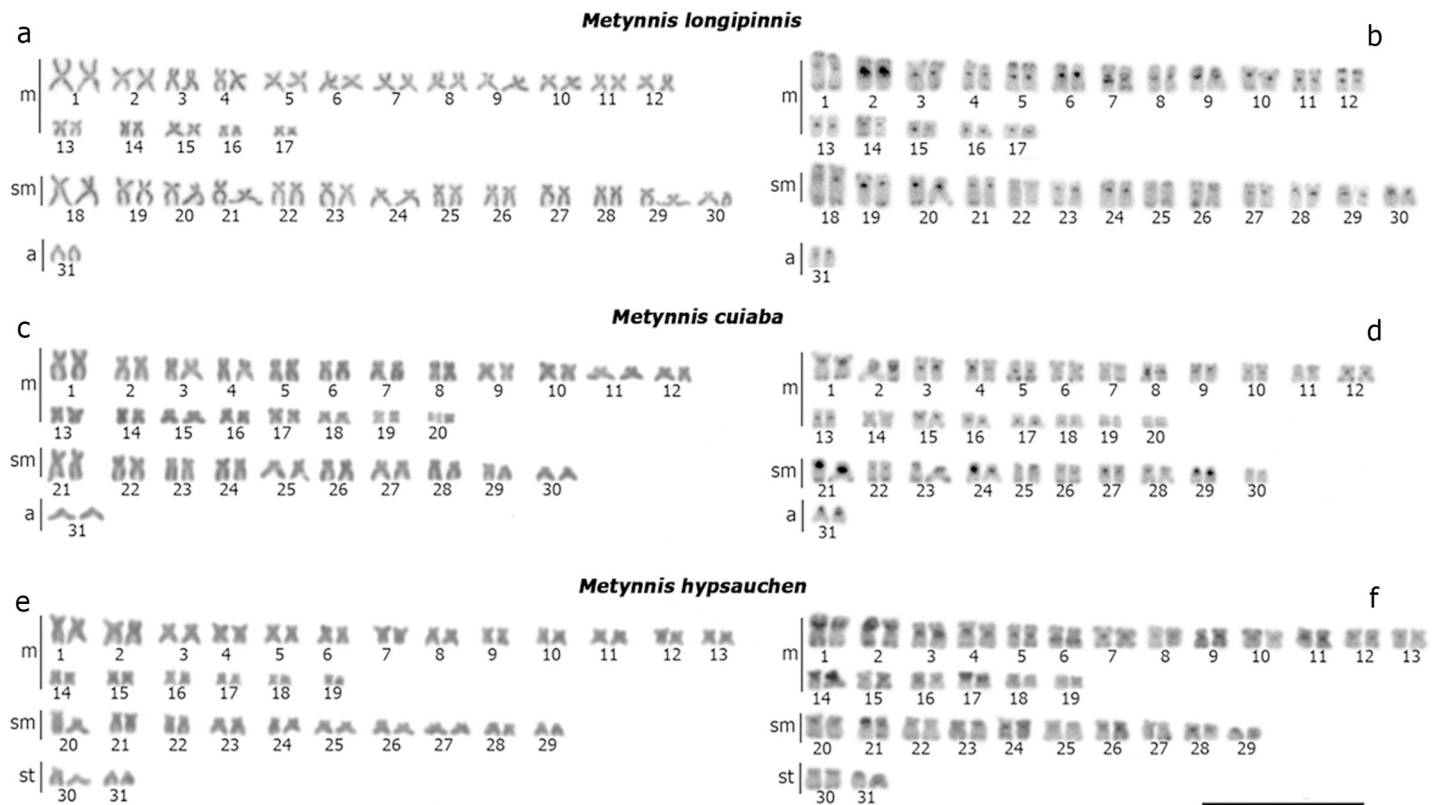 Metynnis longipinnis
a
b
m
1 2 3 4 5 6 7 8 9 10 11 12
13 14 15 16 17
sm
18 19 20 21 22 23 24 25 26 27 28 29 30
a
31
m
1 2 3 4 5 6 7 8 9 10 11 12
13 14 15 16 17
sm
18 19 20 21 22 23 24 25 26 27 28 29 30
a
31
Metynnis cuiaba
c
d
m
1 2 3 4 5 6 7 8 9 10 11 12
13 14 15 16 17 18 19 20
sm
21 22 23 24 25 26 27 28 29 30
a
31
m
1 2 3 4 5 6 7 8 9 10 11 12
13 14 15 16 17 18 19 20
sm
21 22 23 24 25 26 27 28 29 30
a
31
Metynnis hypsauchen
e
f
m
1 2 3 4 5 6 7 8 9 10 11 12 13
14 15 16 17 18 19
sm
20 21 22 23 24 25 26 27 28 29
st
30 31
m
1 2 3 4 5 6 7 8 9 10 11 12 13
14 15 16 17 18 19
sm
20 21 22 23 24 25 26 27 28 29
st
30 31